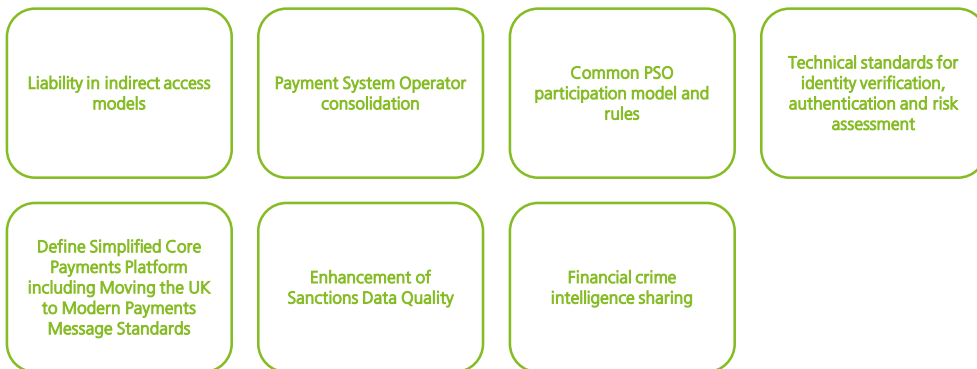 Liability in indirect access
models
Payment System Operator
consolidation
Common PSO
participation model and
rules
Technical standards for
identity verification,
authentication and risk
assessment
Define Simplified Core
Payments Platform
including Moving the UK
to Modern Payments
Message Standards
Enhancement of
Sanctions Data Quality
Financial crime
intelligence sharing